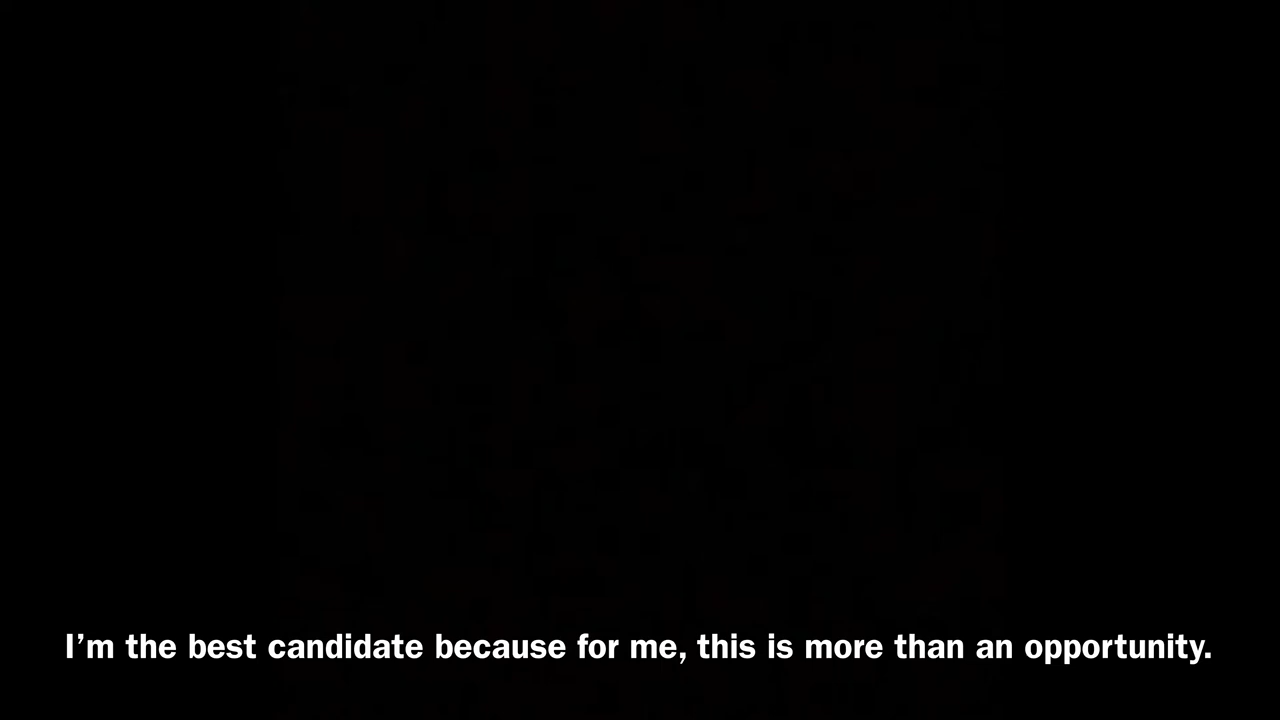 I’m the best candidate because for me, this is more than an opportunity.